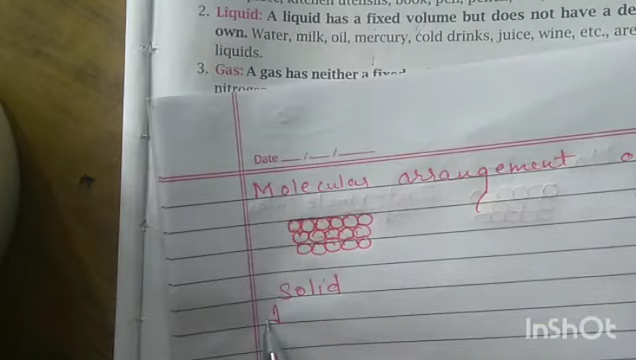 2. Liquid: A liquid has a fixed volume but does not have a de
own. Water, milk, oil, mercury, cold drinks, juice, wine, etc., are
liquids.
3. Gas: A gas has neither a
Date
Molecular arrangement
Solid
InShot